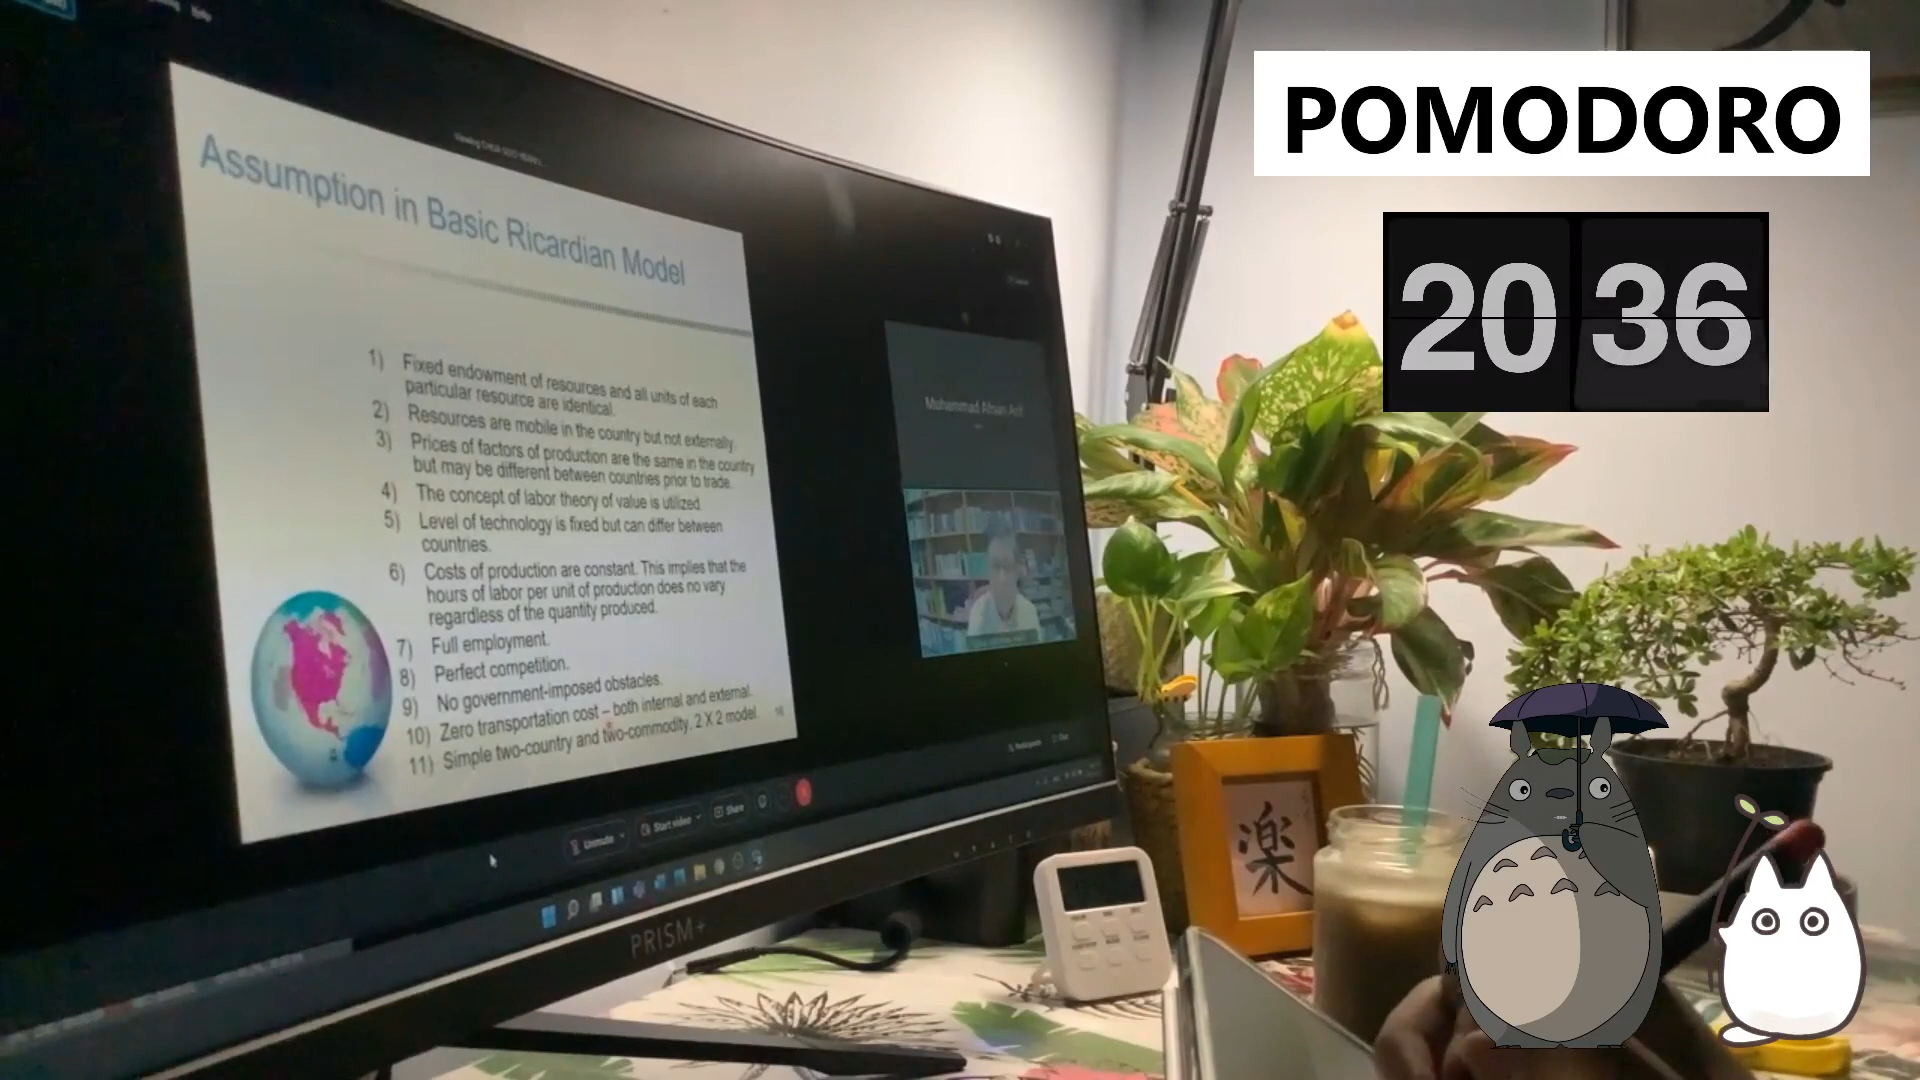 Assumption in Basic Ricardian Model
1) Fixed endowment of resources and all units of each
particular resource are identical.
2) Resources are mobile in the country but not externally.
3) Prices of factors of production are the same in the country
but may be different between countries prior to trade.
4) The concept of labor theory of value is utilized.
5) Level of technology is fixed but can differ between
countries.
6) Costs of production are constant. This implies that the
hours of labor per unit of production does no vary
regardless of the quantity produced.
7) Full employment.
8) Perfect competition.
9) No government-imposed obstacles.
10) Zero transportation cost – both internal and external.
11) Simple two-country and two-commodity, 2 X 2 model
Unmute
Start video
Share
Participants
Chat
PRISM+
POMODORO
20 36
楽